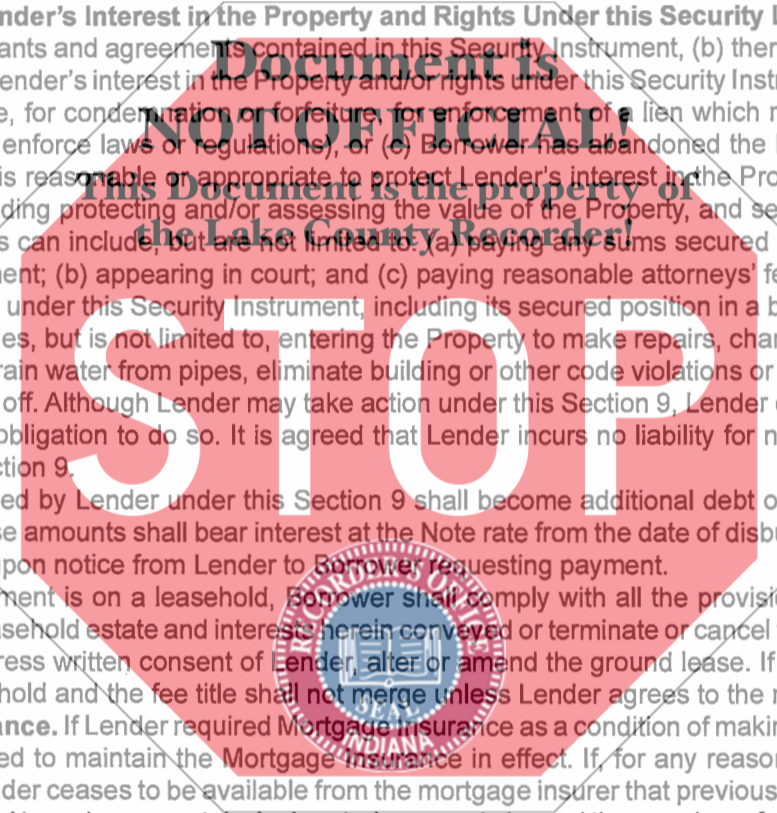 nder's Interest in the Property and Rights Under this Security
ants and agreements contained in this Security Instrument, (b) ther
Document is
ender's interest in the Property and/or rights under this Security Inst
e, for condemnation or forfeiture, for enforcement of a lien which
NOT OFFICIAL!
enforce laws or regulations), or (c) Borrower has abandoned the
is reasonable or appropriate to protect Lender's interest in the Pro
This Document is the property of
ding protecting and/or assessing the value of the Property, and se
the Lake County Recorder!
s can include, but are not limited to: (a) paying any sums secured
ent; (b) appearing in court; and (c) paying reasonable attorneys' fe
under this Security Instrument, including its secured position in a b
es, but is not limited to, entering the Property to make repairs, char
rain water from pipes, eliminate building or other code violations or
off. Although Lender may take action under this Section 9, Lender
STOP
obligation to do so. It is agreed that Lender incurs no liability for n
ction 9.
ed by Lender under this Section 9 shall become additional debt o
se amounts shall bear interest at the Note rate from the date of disbu
upon notice from Lender to Borrower requesting payment.
ment is on a leasehold, Borrower shall comply with all the provisi
asehold estate and interests herein conveyed or terminate or cancel
ress written consent of Lender, alter or amend the ground lease. If
hold and the fee title shall not merge unless Lender agrees to the
RECORDER'S OFFICE
SEAL
INDIANA
ance. If Lender required Mortgage Insurance as a condition of makin
ed to maintain the Mortgage Insurance in effect. If, for any reaso
der ceases to be available from the mortgage insurer that previous